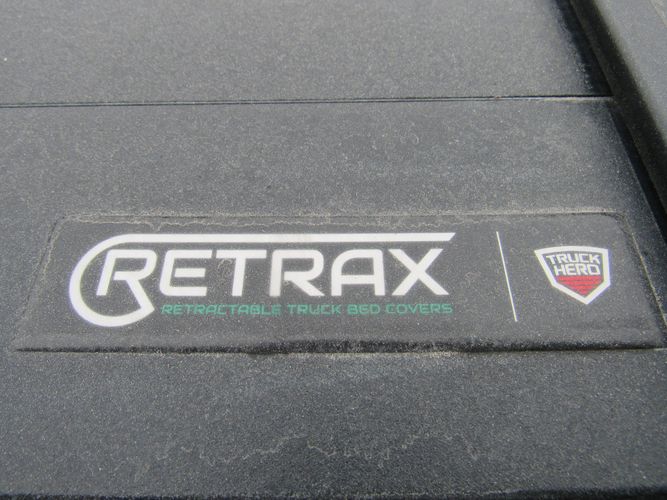 RETRAX
RETRACTABLE TRUCK BED COVERS
TRUCK
HERO